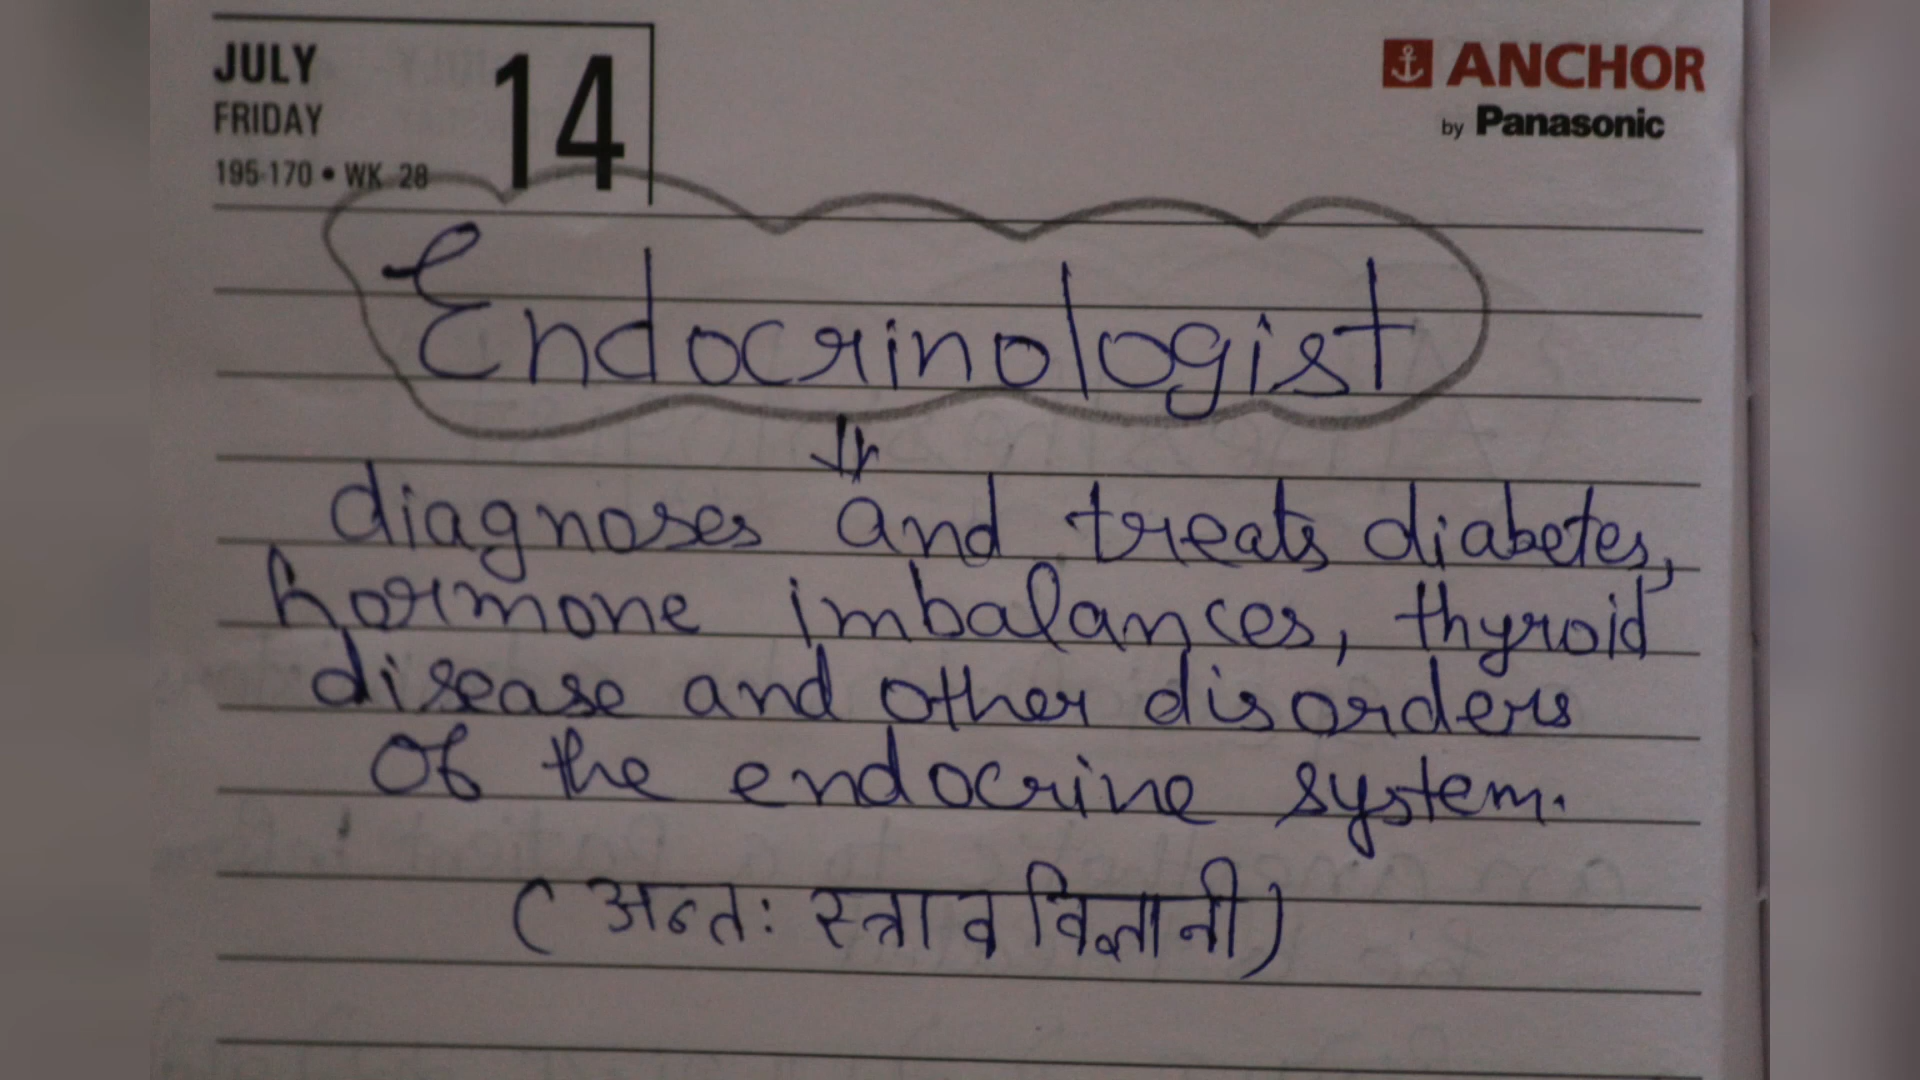 JULY
FRIDAY
195-170 • WK 28
14
ANCHOR
by Panasonic
Endocrinologist
diagnoses and treats diabetes,
hormone imbalances, thyroid
disease and other disorders
of the endocrine system.
(अन्तः स्त्राव विज्ञानी)